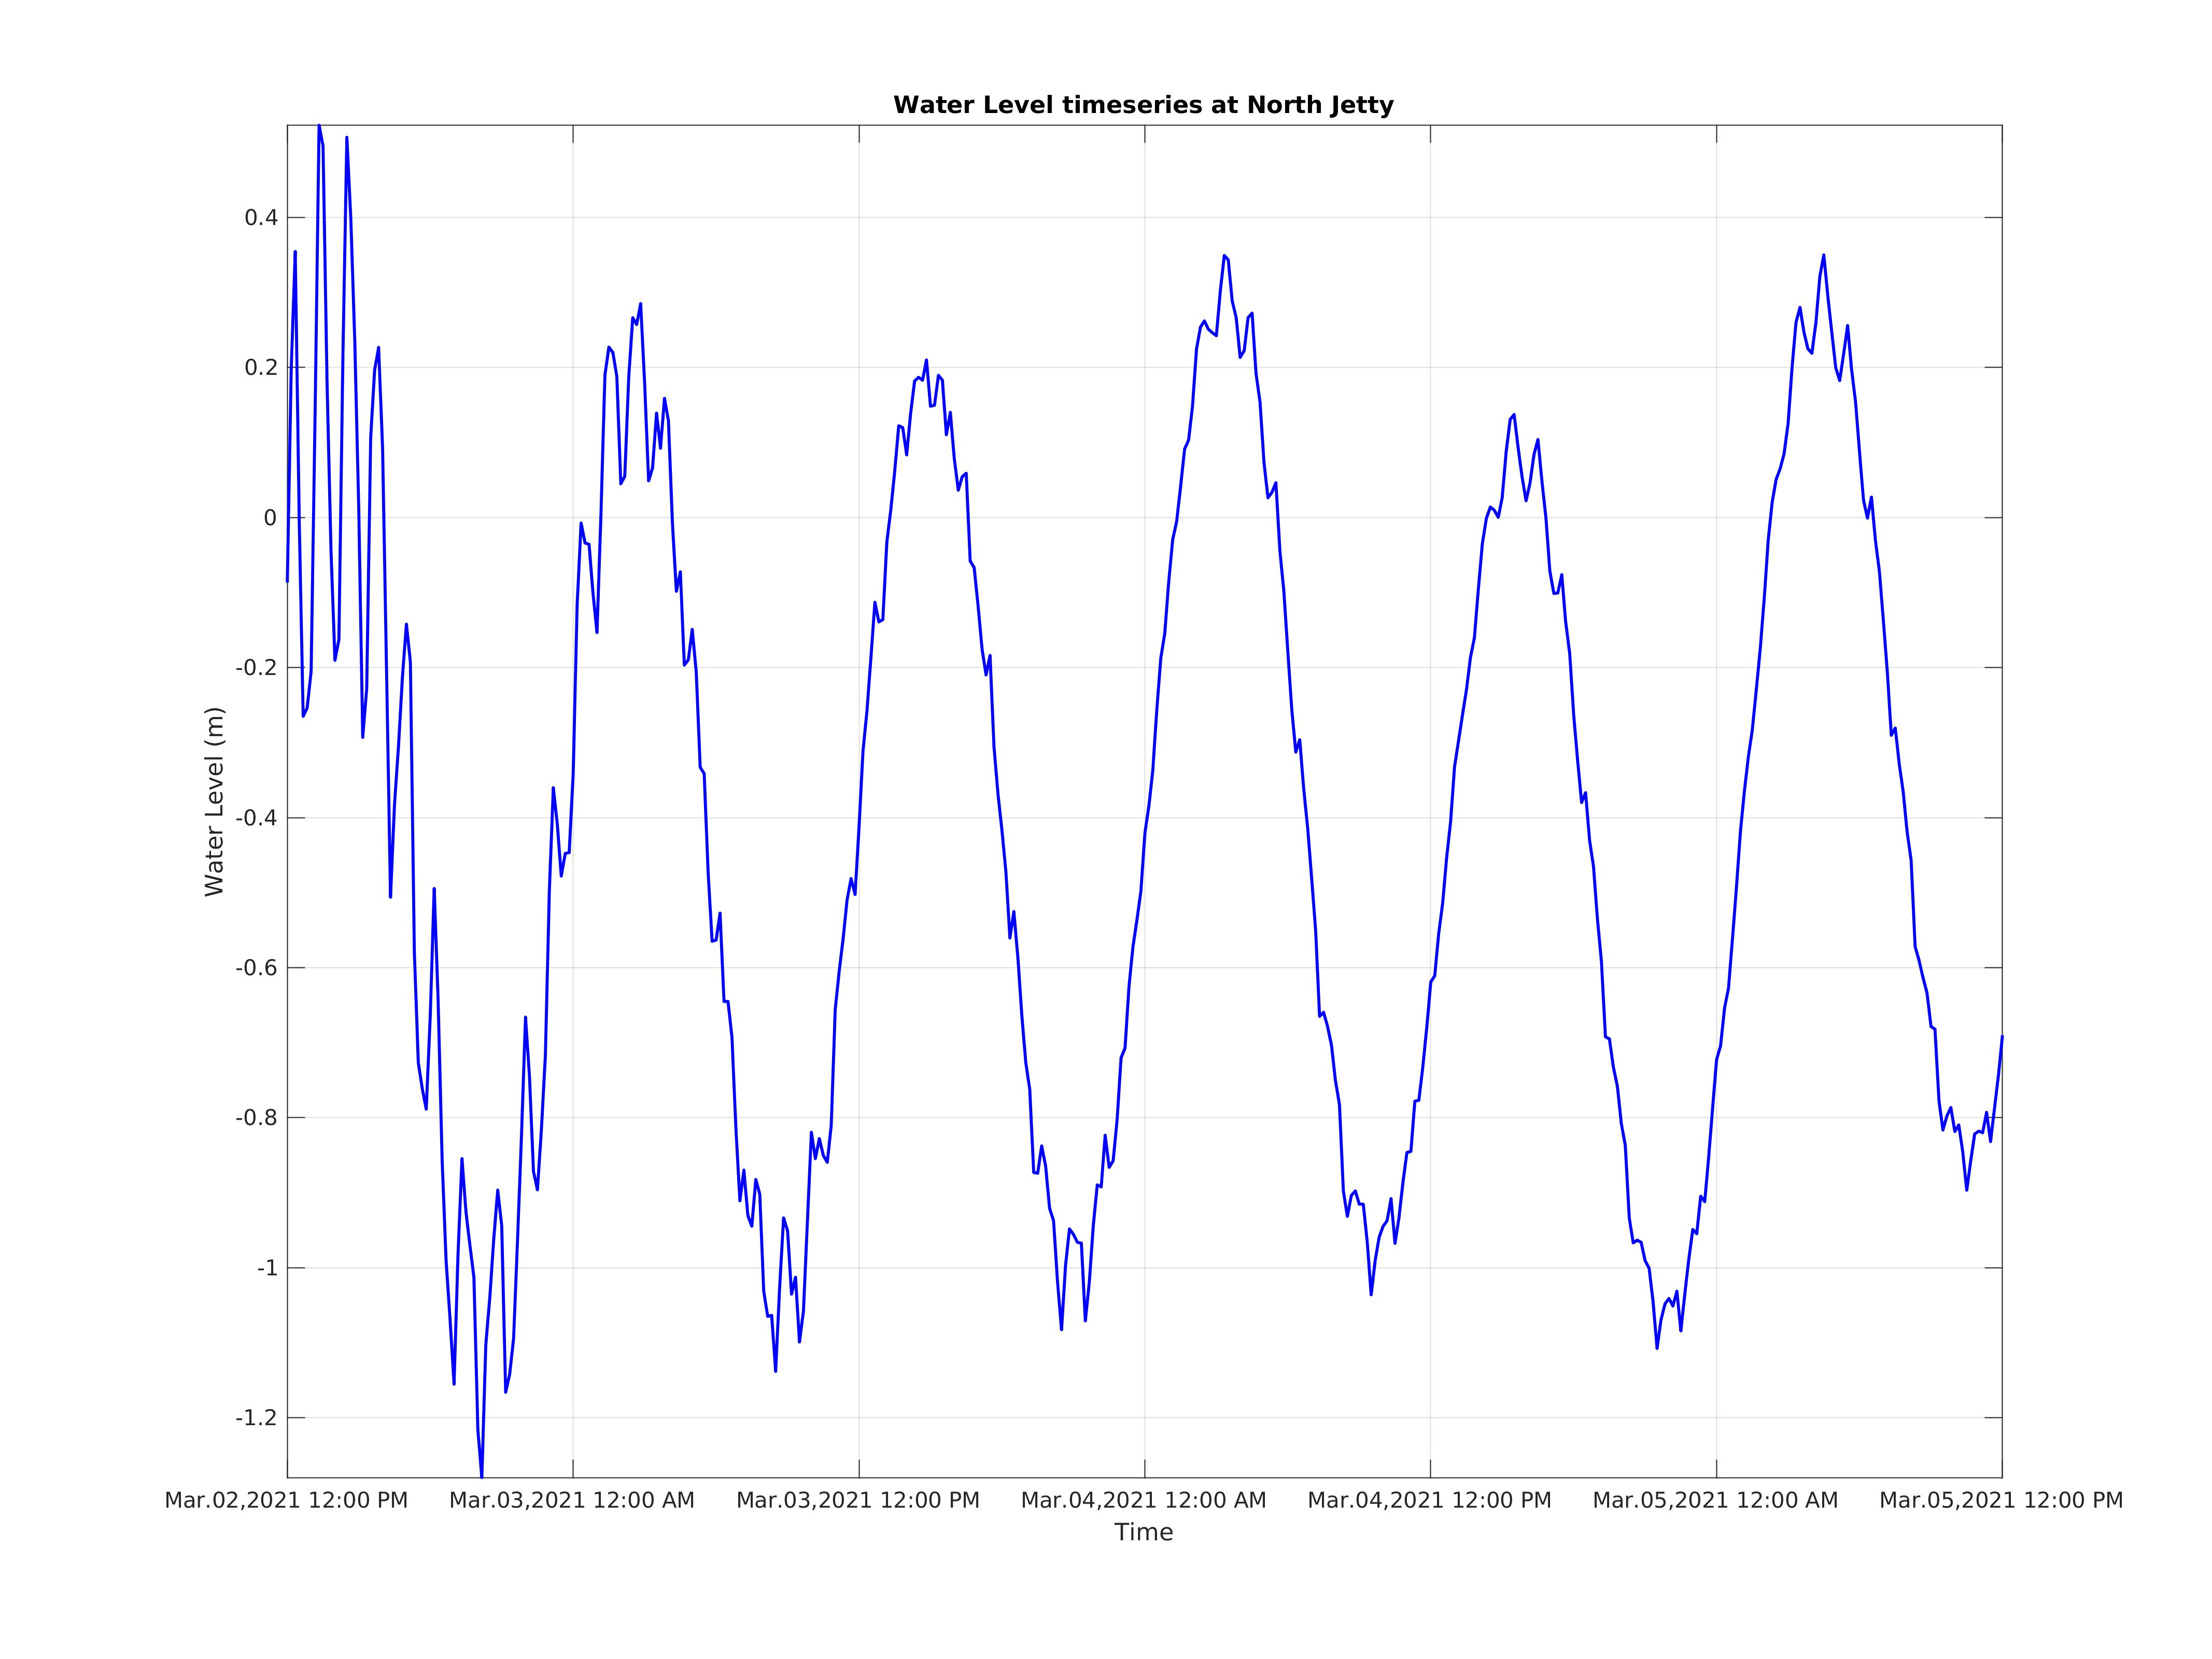 Water Level timeseries at North Jetty
0.4
0.2
0
-0.2
-0.4
-0.6
-0.8
-1
-1.2
Water Level (m)
Mar.02,2021 12:00 PM Mar.03,2021 12:00 AM Mar.03,2021 12:00 PM Mar.04,2021 12:00 AM Mar.04,2021 12:00 PM Mar.05,2021 12:00 AM Mar.05,2021 12:00 PM
Time